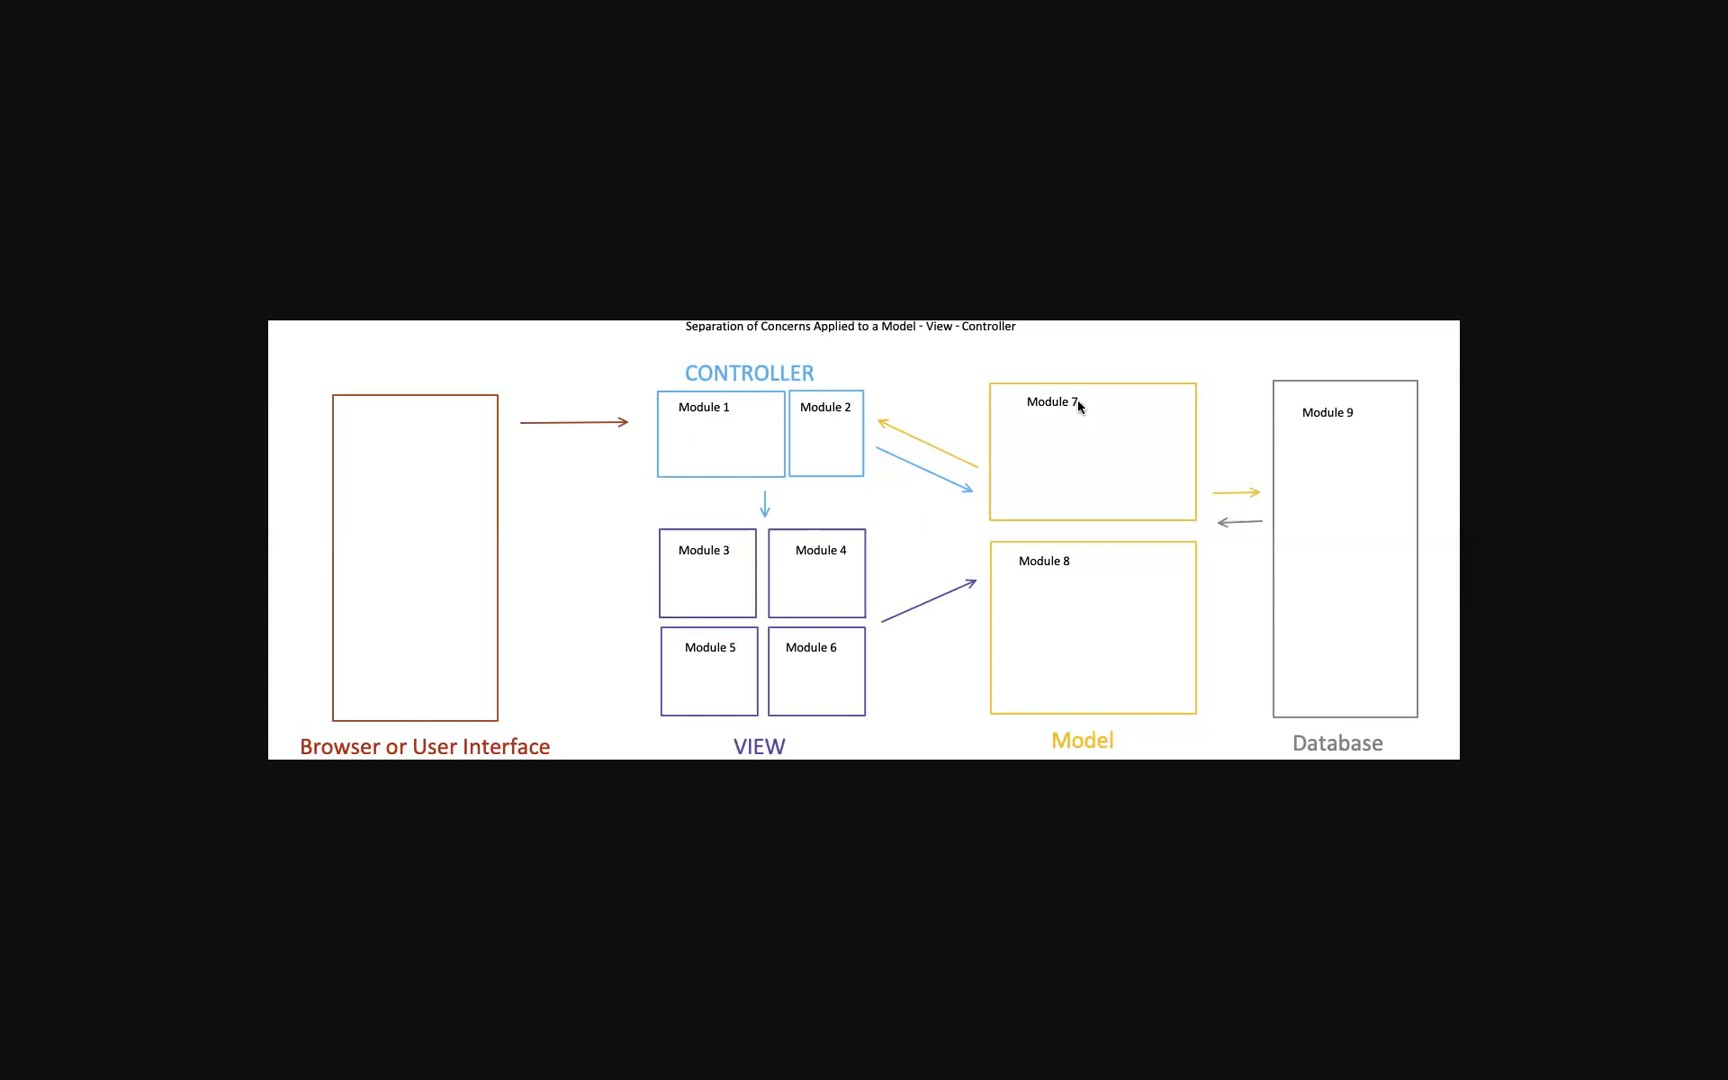 Separation of Concerns Applied to a Model - View - Controller
CONTROLLER
Module 1
Module 2
Module 3
Module 4
Module 5
Module 6
VIEW
Module 7
Module 8
Model
Module 9
Database
Browser or User Interface